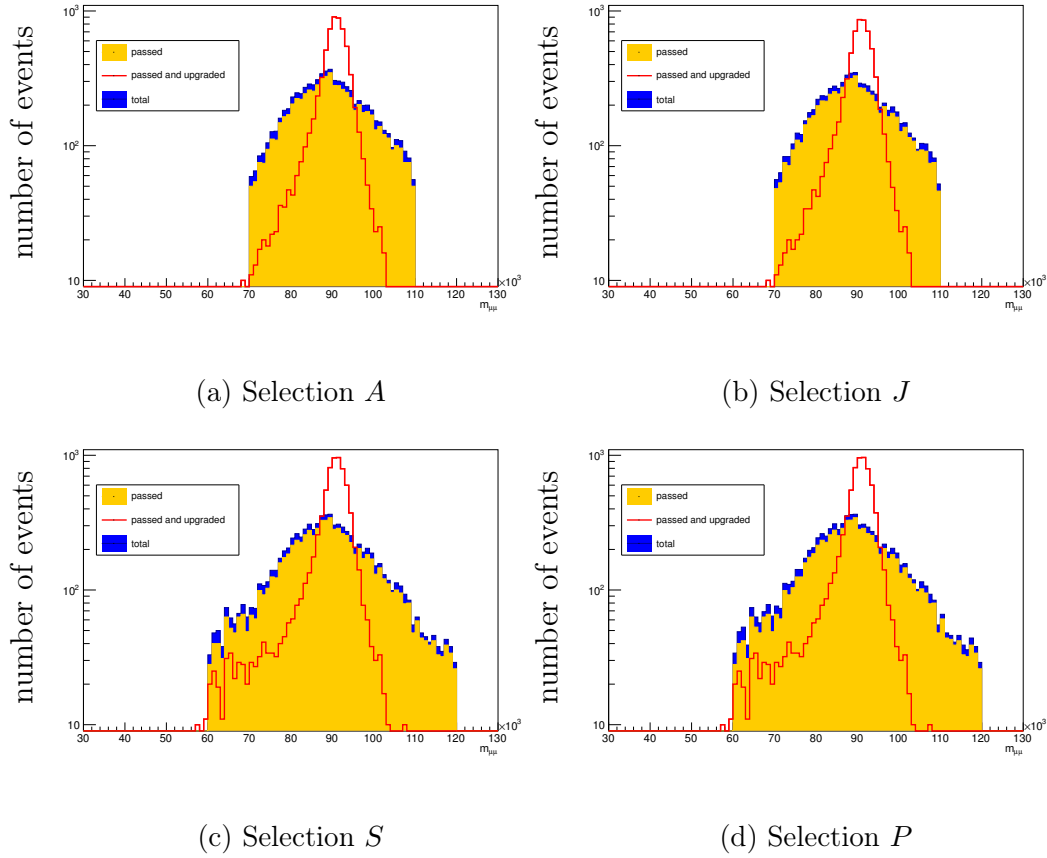 number of events
10³
10²
10
passed
passed and upgraded
total
30 40 50 60 70 80 90 100 110 120 130
×10³
m_μμ
(a) Selection A
number of events
10³
10²
10
passed
passed and upgraded
total
30 40 50 60 70 80 90 100 110 120 130
×10³
m_μμ
(b) Selection J
number of events
10³
10²
10
passed
passed and upgraded
total
30 40 50 60 70 80 90 100 110 120 130
×10³
m_μμ
(c) Selection S
number of events
10³
10²
10
passed
passed and upgraded
total
30 40 50 60 70 80 90 100 110 120 130
×10³
m_μμ
(d) Selection P